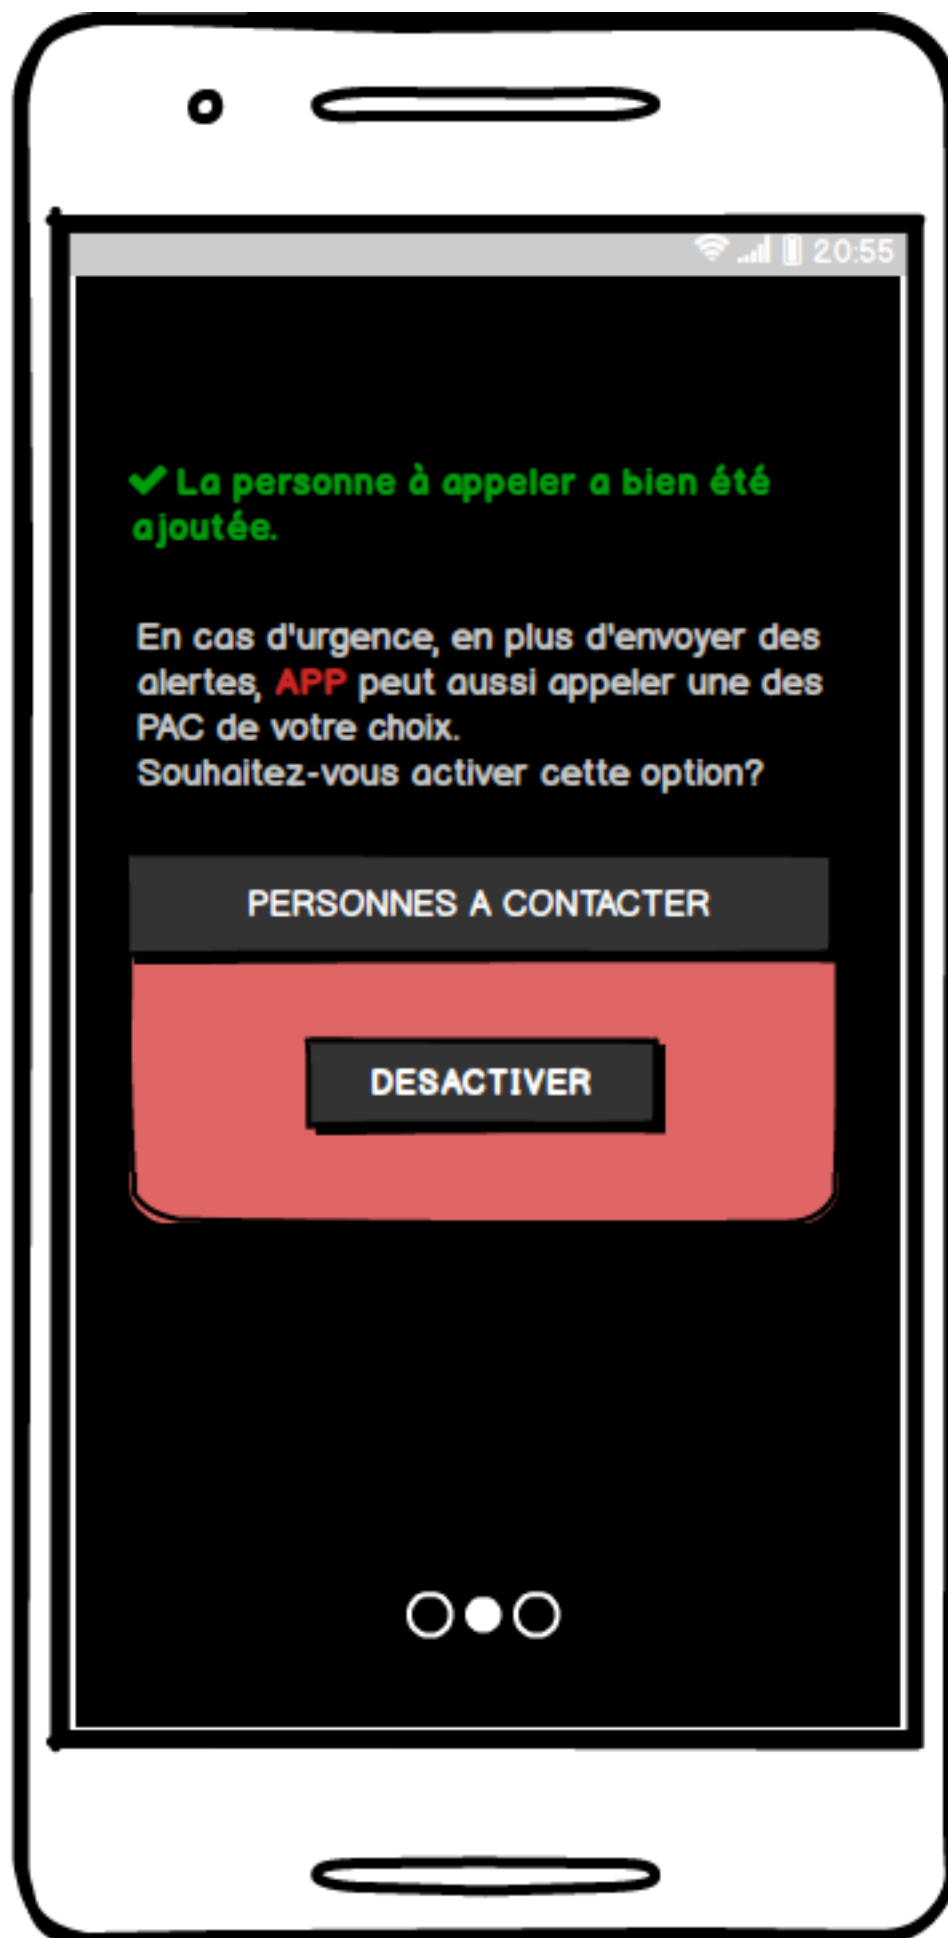 20:55
✔ La personne à appeler a bien été
ajoutée.
En cas d'urgence, en plus d'envoyer des
alertes, APP peut aussi appeler une des
PAC de votre choix.
Souhaitez-vous activer cette option?
PERSONNES A CONTACTER
DESACTIVER